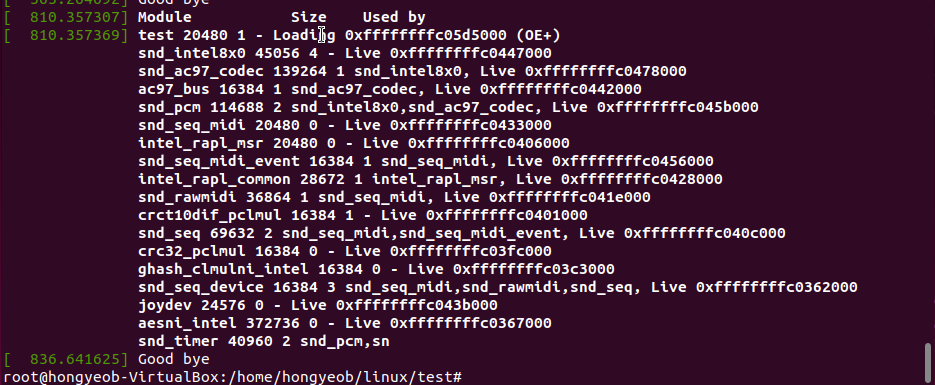 Good bye
[  810.357307] Module             Size     Used by
[  810.357369] test 20480 1 - Loading 0xffffffffc05d5000 (OE+)
snd_intel8x0 45056 4 - Live 0xffffffffc0447000
snd_ac97_codec 139264 1 snd_intel8x0, Live 0xffffffffc0478000
ac97_bus 16384 1 snd_ac97_codec, Live 0xffffffffc0442000
snd_pcm 114688 2 snd_intel8x0,snd_ac97_codec, Live 0xffffffffc045b000
snd_seq_midi 20480 0 - Live 0xffffffffc0433000
intel_rapl_msr 20480 0 - Live 0xffffffffc0406000
snd_seq_midi_event 16384 1 snd_seq_midi, Live 0xffffffffc0456000
intel_rapl_common 28672 1 intel_rapl_msr, Live 0xffffffffc0428000
snd_rawmidi 36864 1 snd_seq_midi, Live 0xffffffffc041e000
crct10dif_pclmul 16384 1 - Live 0xffffffffc0401000
snd_seq 69632 2 snd_seq_midi,snd_seq_midi_event, Live 0xffffffffc040c000
crc32_pclmul 16384 0 - Live 0xffffffffc03fc000
ghash_clmulni_intel 16384 0 - Live 0xffffffffc03c3000
snd_seq_device 16384 3 snd_seq_midi,snd_rawmidi,snd_seq, Live 0xffffffffc0362000
joydev 24576 0 - Live 0xffffffffc043b000
aesni_intel 372736 0 - Live 0xffffffffc0367000
snd_timer 40960 2 snd_pcm,sn
[  836.641625] Good bye
root@hongyeob-VirtualBox:/home/hongyeob/linux/test#